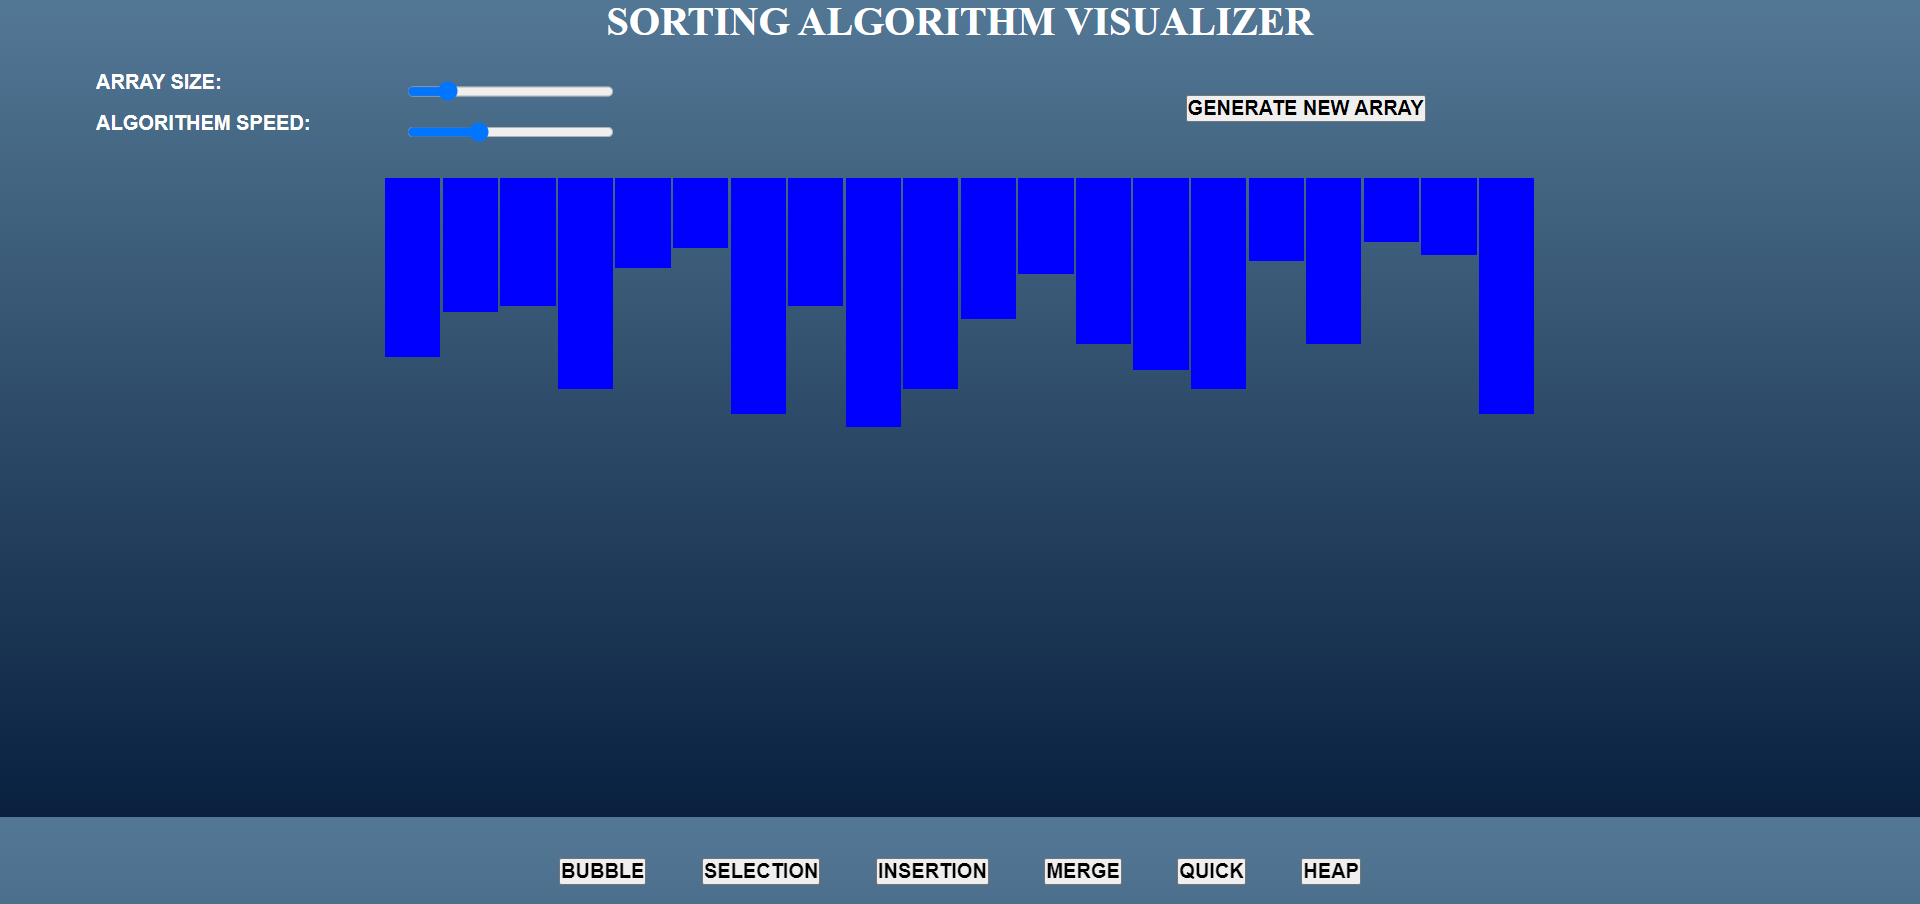 SORTING ALGORITHM VISUALIZER
ARRAY SIZE:
ALGORITHEM SPEED:
GENERATE NEW ARRAY
BUBBLE SELECTION INSERTION MERGE QUICK HEAP